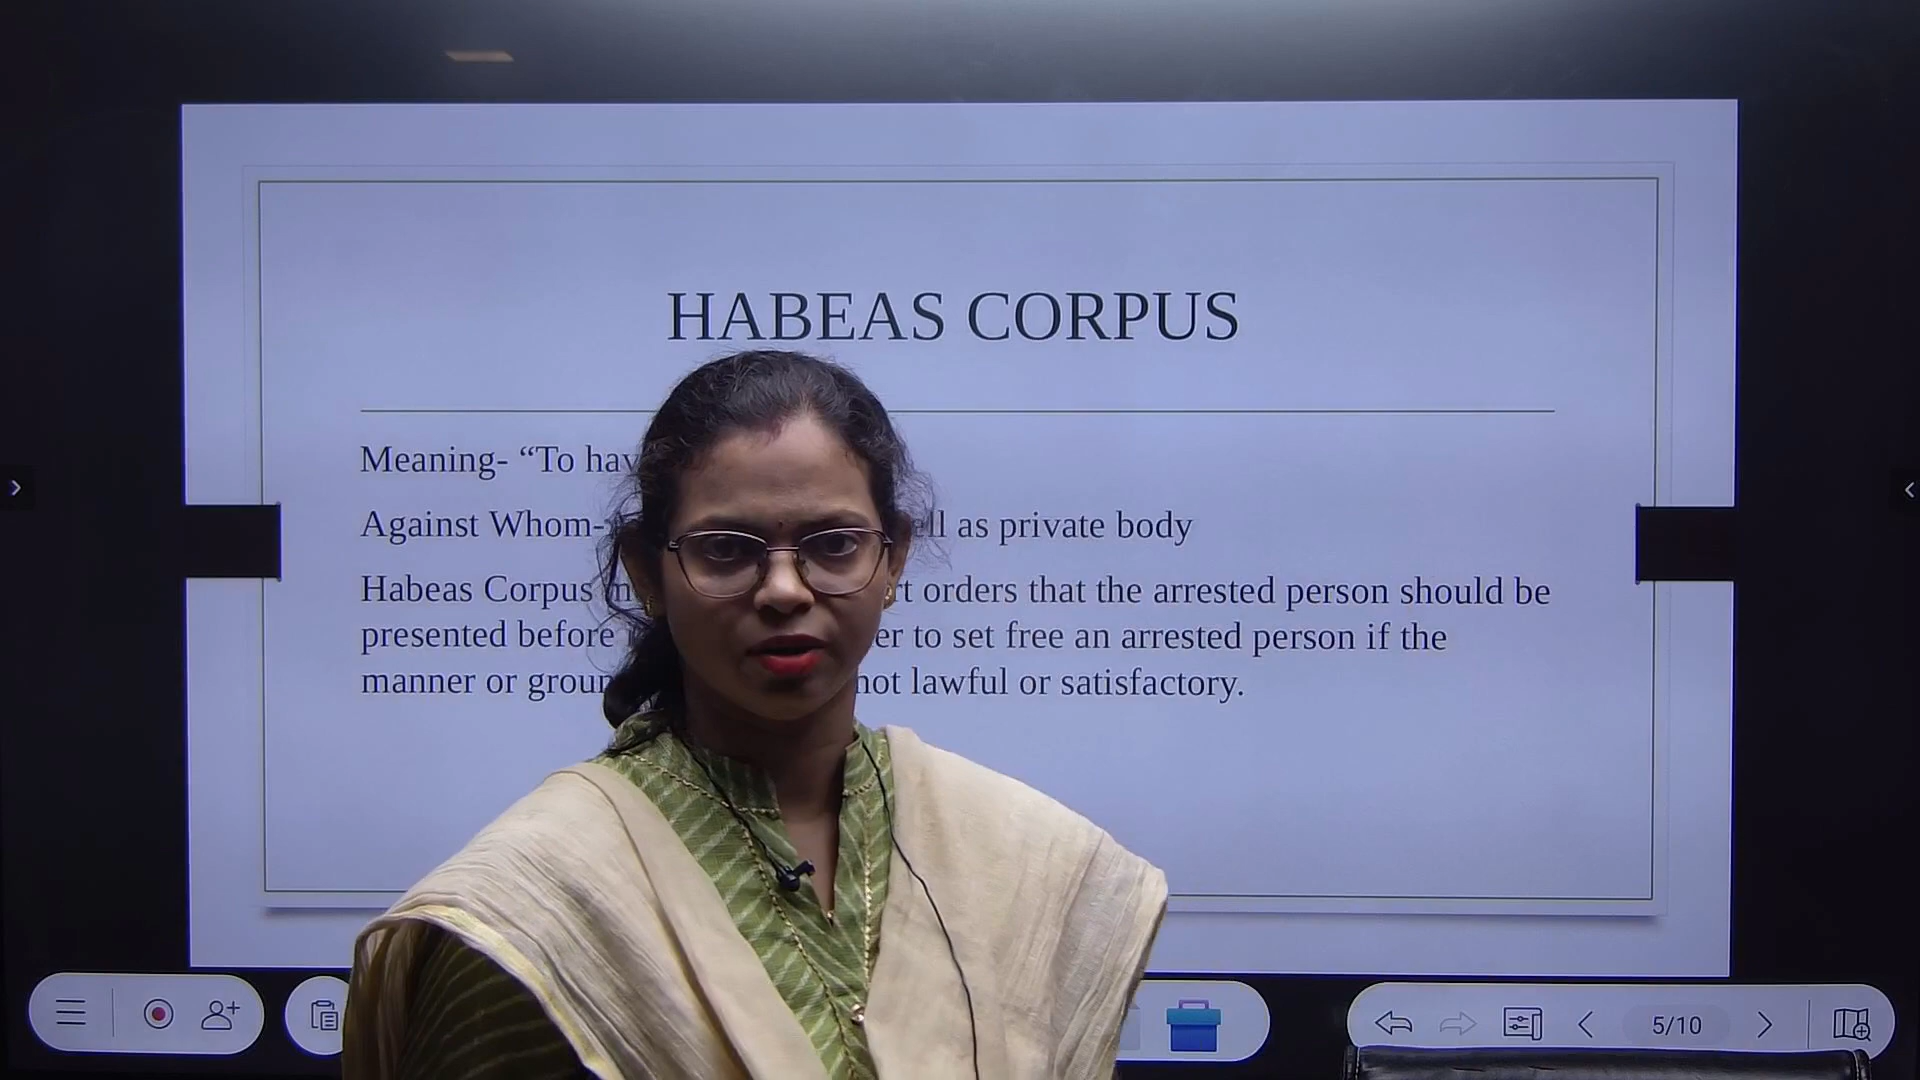 HABEAS CORPUS
Meaning- “To hav
Against Whom- ell as private body
Habeas Corpus rt orders that the arrested person should be
presented before er to set free an arrested person if the
manner or groun not lawful or satisfactory.
5/10